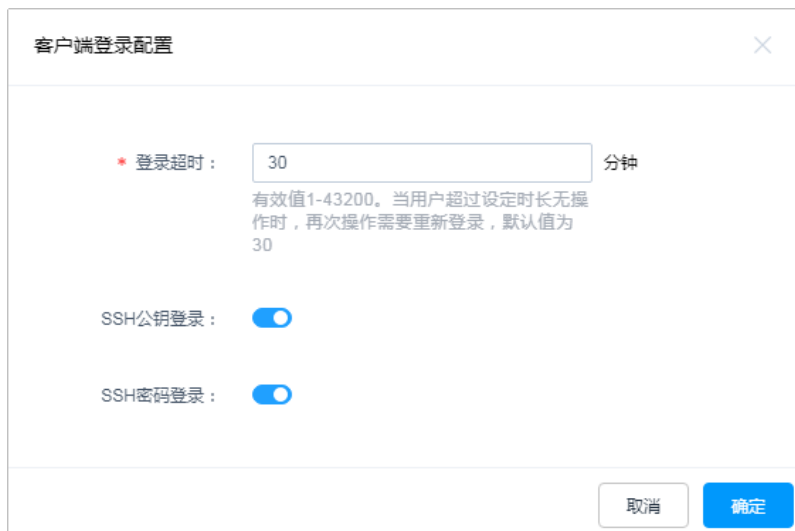 客户端登录配置
* 登录超时： 30 分钟
有效值1-43200。当用户超过设定时长无操
作时，再次操作需要重新登录，默认值为
30
SSH公钥登录：
SSH密码登录：
取消 确定